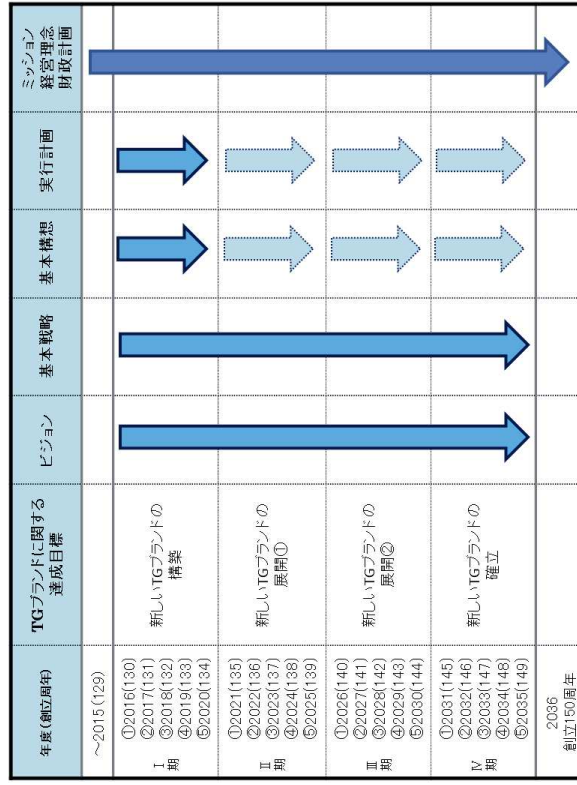 年度(創立周年)
TGブランドに関する
達成目標
ビジョン
基本戦略
基本構想
実行計画
ミッション
経営理念
財政計画
～2015(129)
Ⅰ
期
①2016(130)
②2017(131)
③2018(132)
④2019(133)
⑤2020(134)
新しいTGブランドの
構築
Ⅱ
期
①2021(135)
②2022(136)
③2023(137)
④2024(138)
⑤2025(139)
新しいTGブランドの
展開①
Ⅲ
期
①2026(140)
②2027(141)
③2028(142)
④2029(143)
⑤2030(144)
新しいTGブランドの
展開②
Ⅳ
期
①2031(145)
②2032(146)
③2033(147)
④2034(148)
⑤2035(149)
新しいTGブランドの
確立
2036
創立150周年